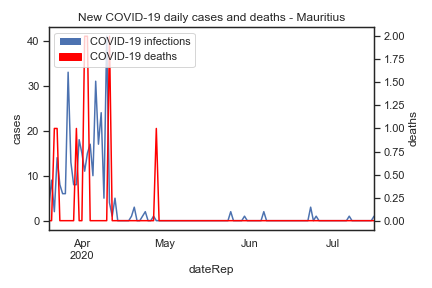 New COVID-19 daily cases and deaths - Mauritius
COVID-19 infections
COVID-19 deaths
cases
40
30
20
10
0
2.00
1.75
1.50
1.25
1.00
0.75
0.50
0.25
0.00
deaths
Apr
2020
May
Jun
Jul
dateRep